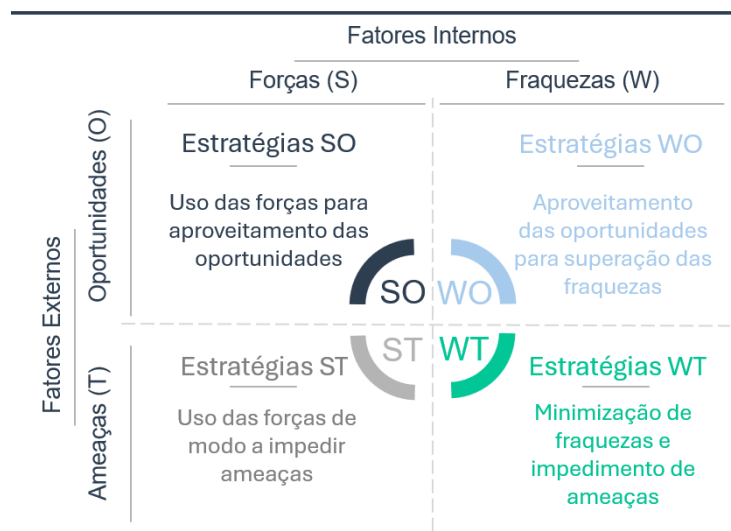 Fatores Internos
Forças (S)
Fraquezas (W)
Fatores Externos
Oportunidades (O)
Estratégias SO
Uso das forças para
aproveitamento das
oportunidades
Estratégias WO
Aproveitamento
das oportunidades
para superação das
fraquezas
SO
WO
ST
WT
Ameaças (T)
Estratégias ST
Uso das forças de
modo a impedir
ameaças
Estratégias WT
Minimização de
fraquezas e
impedimento de
ameaças